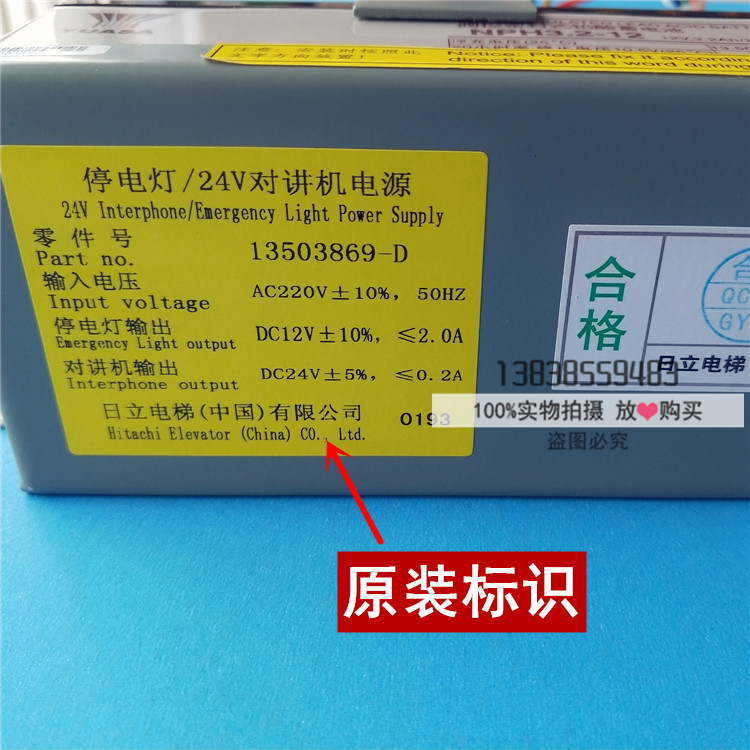 YUASA
NPH3.2-12
注意：安装时按照此
文字方向放置！
Notice: Please fix it according
direction of this word dummy
停电灯/24V对讲机电源
24V Interphone/Emergency Light Power Supply
零件号
Part no.
13503869-D
输入电压
Input voltage
AC220V±10%, 50HZ
停电灯输出
Emergency Light output
DC12V±10%, ≤2.0A
对讲机输出
Interphone output
DC24V±5%, ≤0.2A
日立电梯(中国)有限公司
Hitachi Elevator (China) CO., Ltd.
0193
合格
合
QC
GY
日立电梯
13838559483
100%实物拍摄 放❤购买
盗图必究
原装标识